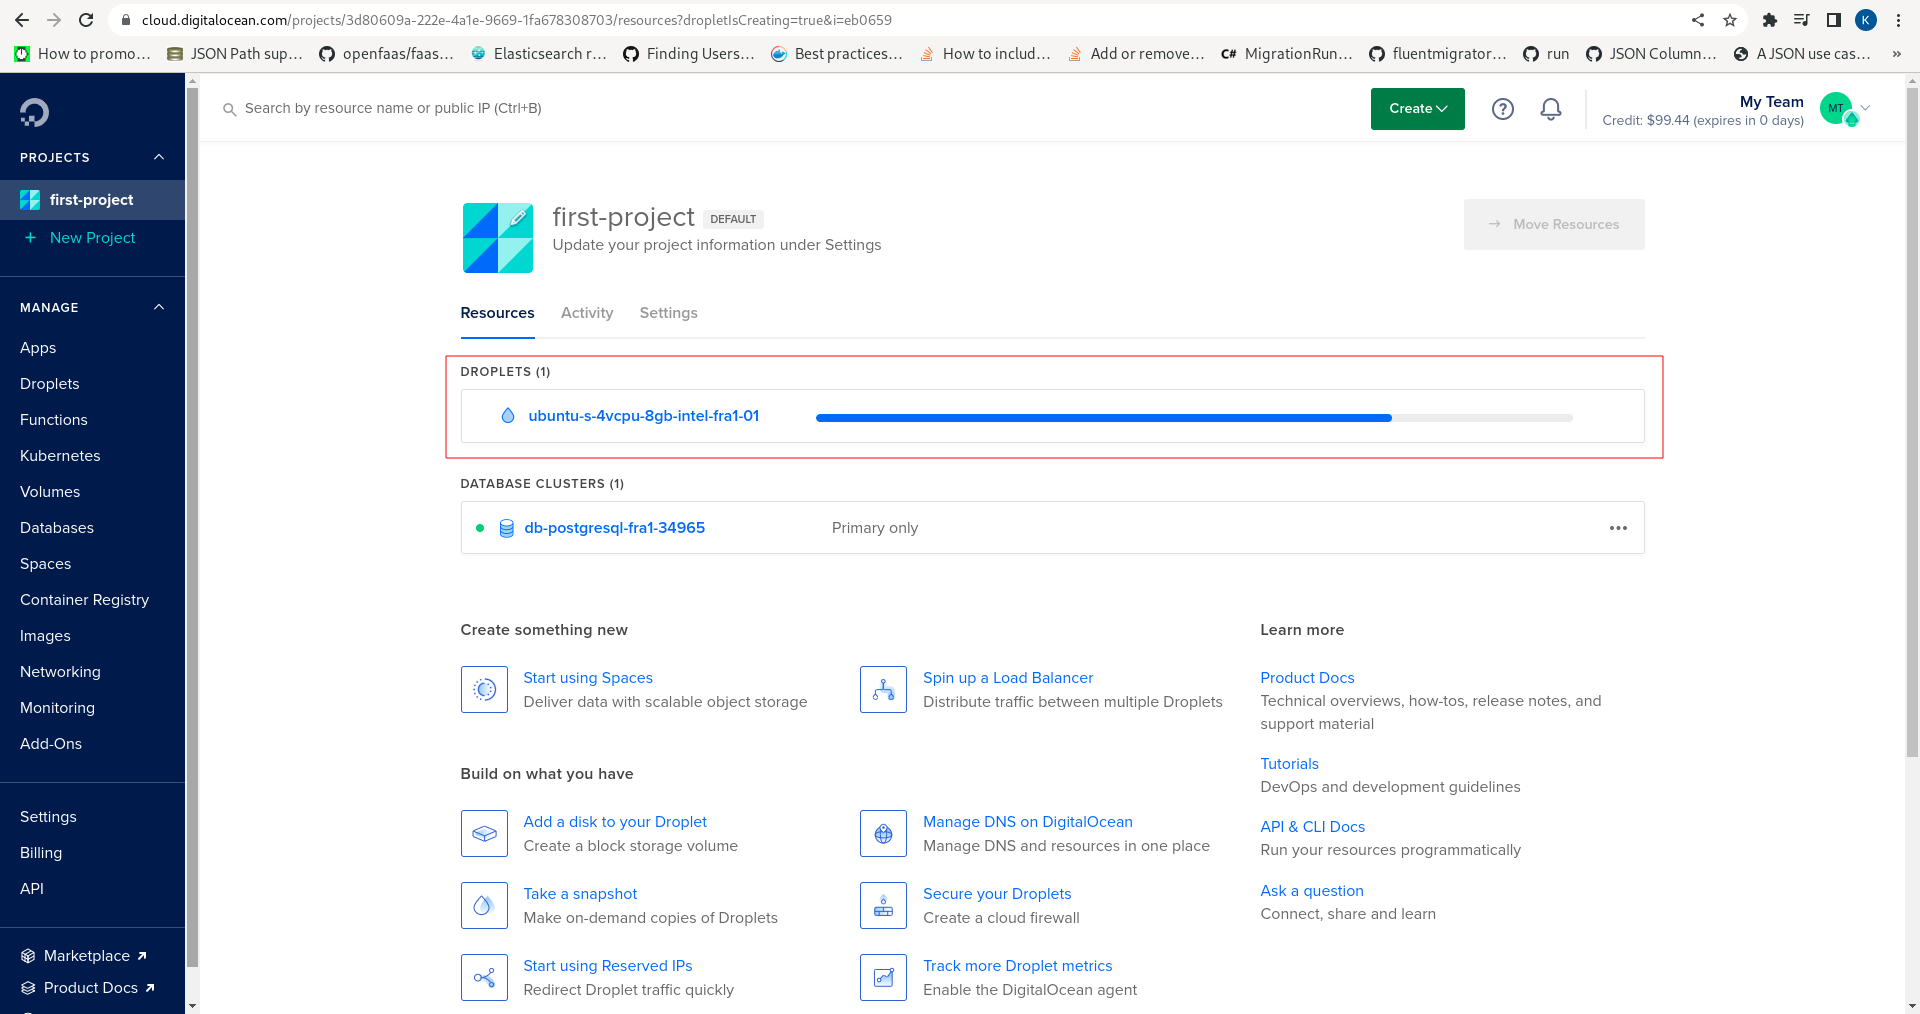 cloud.digitalocean.com/projects/3d80609a-222e-4a1e-9669-1fa678308703/resources?dropletIsCreating=true&i=eb0659
K
How to promo…
JSON Path sup…
openfaas/faas…
Elasticsearch r…
Finding Users…
Best practices…
How to includ…
Add or remove…
C#
MigrationRun…
fluentmigrator…
run
JSON Column…
A JSON use cas…
»
Search by resource name or public IP (Ctrl+B)
Create
?
My Team
Credit: $99.44 (expires in 0 days)
MT
PROJECTS
first-project
+ New Project
MANAGE
Apps
Droplets
Functions
Kubernetes
Volumes
Databases
Spaces
Container Registry
Images
Networking
Monitoring
Add-Ons
Settings
Billing
API
Marketplace
Product Docs
first-project
DEFAULT
Update your project information under Settings
→ Move Resources
Resources
Activity
Settings
DROPLETS (1)
ubuntu-s-4vcpu-8gb-intel-fra1-01
DATABASE CLUSTERS (1)
db-postgresql-fra1-34965
Primary only
Create something new
Start using Spaces
Deliver data with scalable object storage
Spin up a Load Balancer
Distribute traffic between multiple Droplets
Build on what you have
Add a disk to your Droplet
Create a block storage volume
Manage DNS on DigitalOcean
Manage DNS and resources in one place
Take a snapshot
Make on-demand copies of Droplets
Secure your Droplets
Create a cloud firewall
Start using Reserved IPs
Redirect Droplet traffic quickly
Track more Droplet metrics
Enable the DigitalOcean agent
Learn more
Product Docs
Technical overviews, how-tos, release notes, and
support material
Tutorials
DevOps and development guidelines
API & CLI Docs
Run your resources programmatically
Ask a question
Connect, share and learn